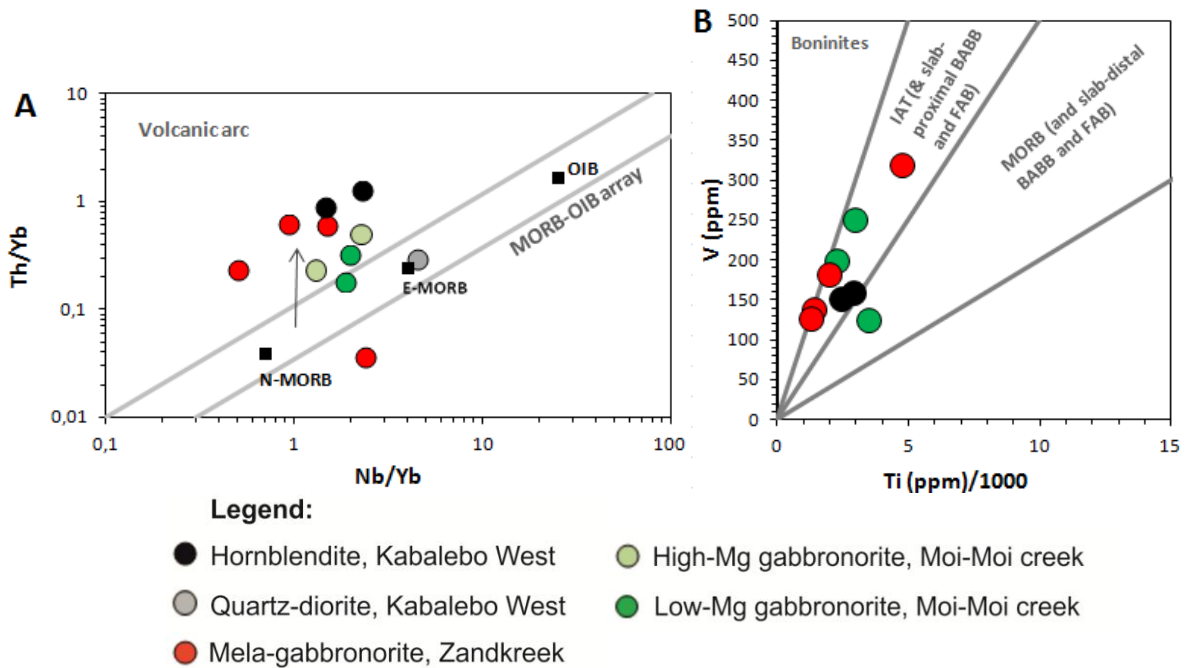 A
Th/Yb
10
1
0,1
0,01
Volcanic arc
OIB
MORB-OIB array
E-MORB
N-MORB
0,1
1
10
100
Nb/Yb
B
V (ppm)
500
450
400
350
300
250
200
150
100
50
0
Boninites
IAT (& slab-
proximal BABB
and FAB)
MORB (and slab-distal
BABB and FAB)
0
5
10
15
Ti (ppm)/1000
Legend:
Hornblendite, Kabalebo West
Quartz-diorite, Kabalebo West
Mela-gabbronorite, Zandkreek
High-Mg gabbronorite, Moi-Moi creek
Low-Mg gabbronorite, Moi-Moi creek